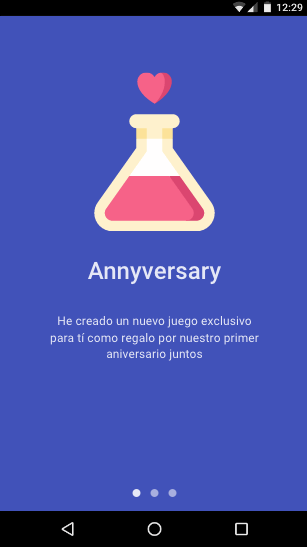 12:29
Annyversary
He creado un nuevo juego exclusivo
para tí como regalo por nuestro primer
aniversario juntos